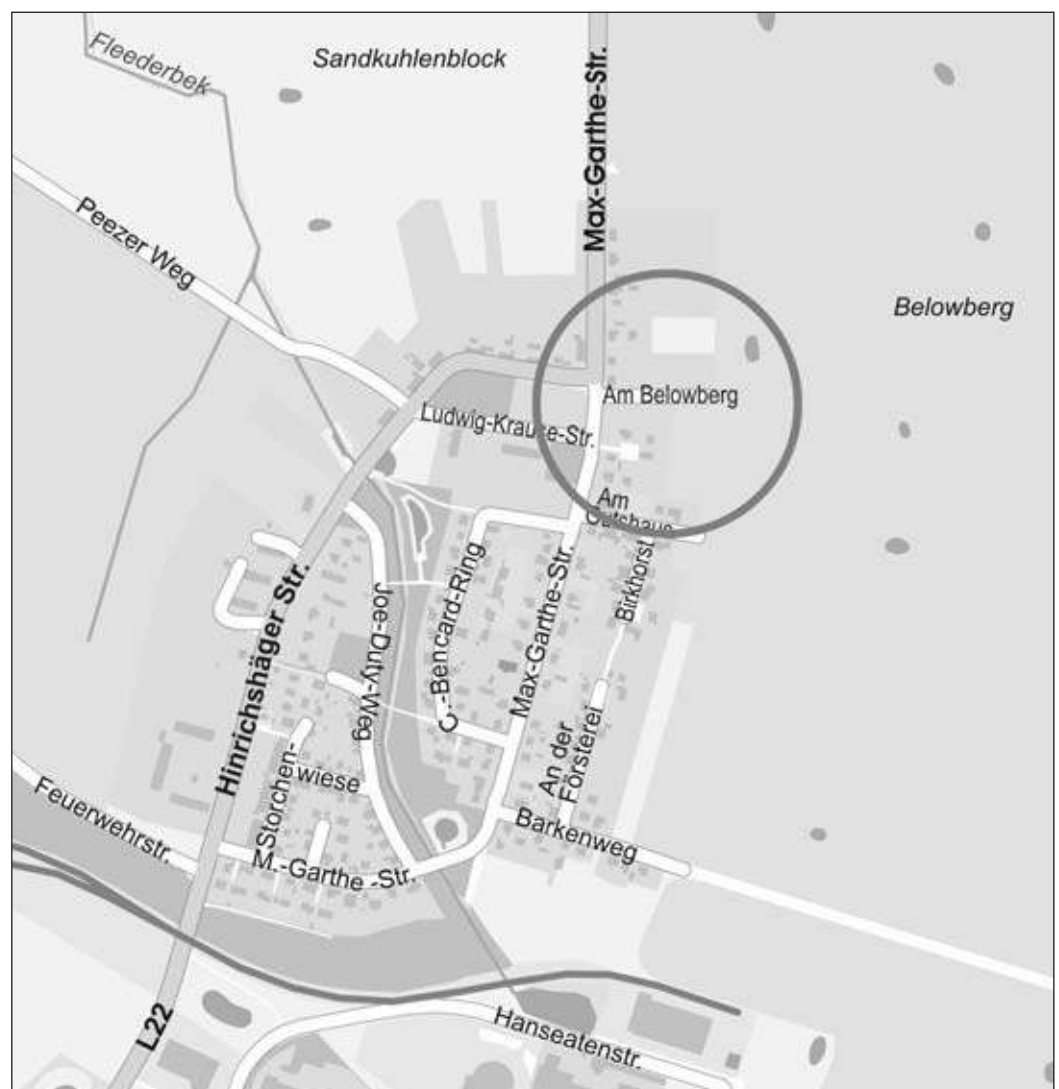 Fleederbek
Sandkuhlenblock
Max-Garthe-Str.
Peezer Weg
Belowberg
Am Belowberg
Ludwig-Krause-Str.
Am
Gutshaus
Birkhorst
C.-Bencard-Ring
Max-Garthe-Str.
Joe-Duty-Weg
Hinrichshäger Str.
An der
Försterei
Storchen-
wiese
Feuerwehrstr.
Barkenweg
M.-Garthe -Str.
L22
Hanseatenstr.